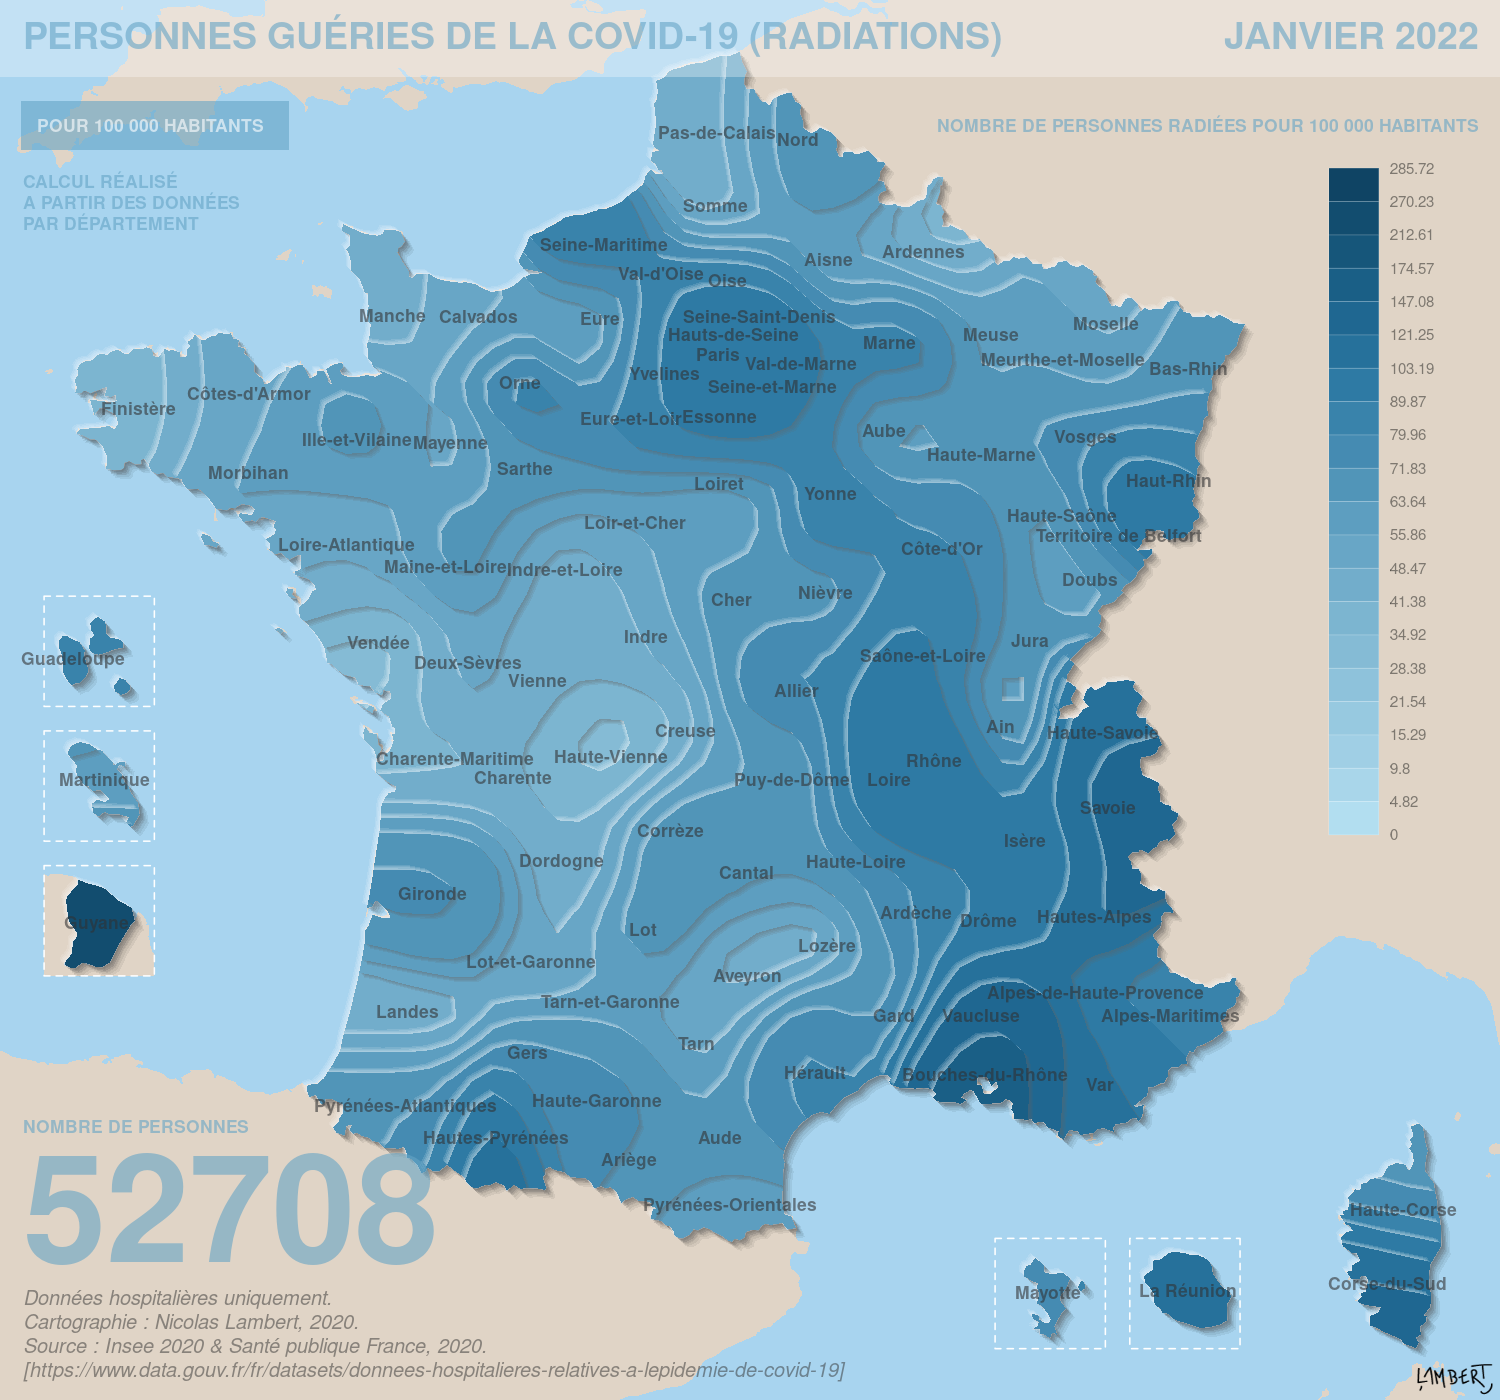 PERSONNES GUÉRIES DE LA COVID-19 (RADIATIONS)
JANVIER 2022
POUR 100 000 HABITANTS
CALCUL RÉALISÉ
A PARTIR DES DONNÉES
PAR DÉPARTEMENT
NOMBRE DE PERSONNES RADIÉES POUR 100 000 HABITANTS
285.72
270.23
212.61
174.57
147.08
121.25
103.19
89.87
79.96
71.83
63.64
55.86
48.47
41.38
34.92
28.38
21.54
15.29
9.8
4.82
0
Pas-de-Calais
Nord
Somme
Seine-Maritime
Aisne
Ardennes
Val-d'Oise
Oise
Manche
Calvados
Eure
Seine-Saint-Denis
Hauts-de-Seine
Paris
Val-de-Marne
Marne
Meuse
Moselle
Meurthe-et-Moselle
Bas-Rhin
Yvelines
Seine-et-Marne
Orne
Eure-et-Loir
Essonne
Finistère
Côtes-d'Armor
Ille-et-Vilaine
Mayenne
Morbihan
Sarthe
Aube
Haute-Marne
Vosges
Haut-Rhin
Loiret
Yonne
Loir-et-Cher
Haute-Saône
Territoire de Belfort
Loire-Atlantique
Maine-et-Loire
Indre-et-Loire
Côte-d'Or
Doubs
Cher
Nièvre
Vendée
Deux-Sèvres
Vienne
Indre
Saône-et-Loire
Jura
Allier
Ain
Haute-Savoie
Charente-Maritime
Charente
Haute-Vienne
Creuse
Puy-de-Dôme
Loire
Rhône
Savoie
Corrèze
Dordogne
Cantal
Haute-Loire
Isère
Gironde
Lot
Lozère
Ardèche
Drôme
Hautes-Alpes
Lot-et-Garonne
Aveyron
Landes
Tarn-et-Garonne
Tarn
Gard
Vaucluse
Alpes-de-Haute-Provence
Alpes-Maritimes
Gers
Hérault
Bouches-du-Rhône
Var
Pyrénées-Atlantiques
Haute-Garonne
Hautes-Pyrénées
Aude
Ariège
Pyrénées-Orientales
Guadeloupe
Martinique
Guyane
Mayotte
La Réunion
Haute-Corse
Corse-du-Sud
NOMBRE DE PERSONNES
52708
Données hospitalières uniquement.
Cartographie : Nicolas Lambert, 2020.
Source : Insee 2020 & Santé publique France, 2020.
[https://www.data.gouv.fr/fr/datasets/donnees-hospitalieres-relatives-a-lepidemie-de-covid-19]
LAMBERT